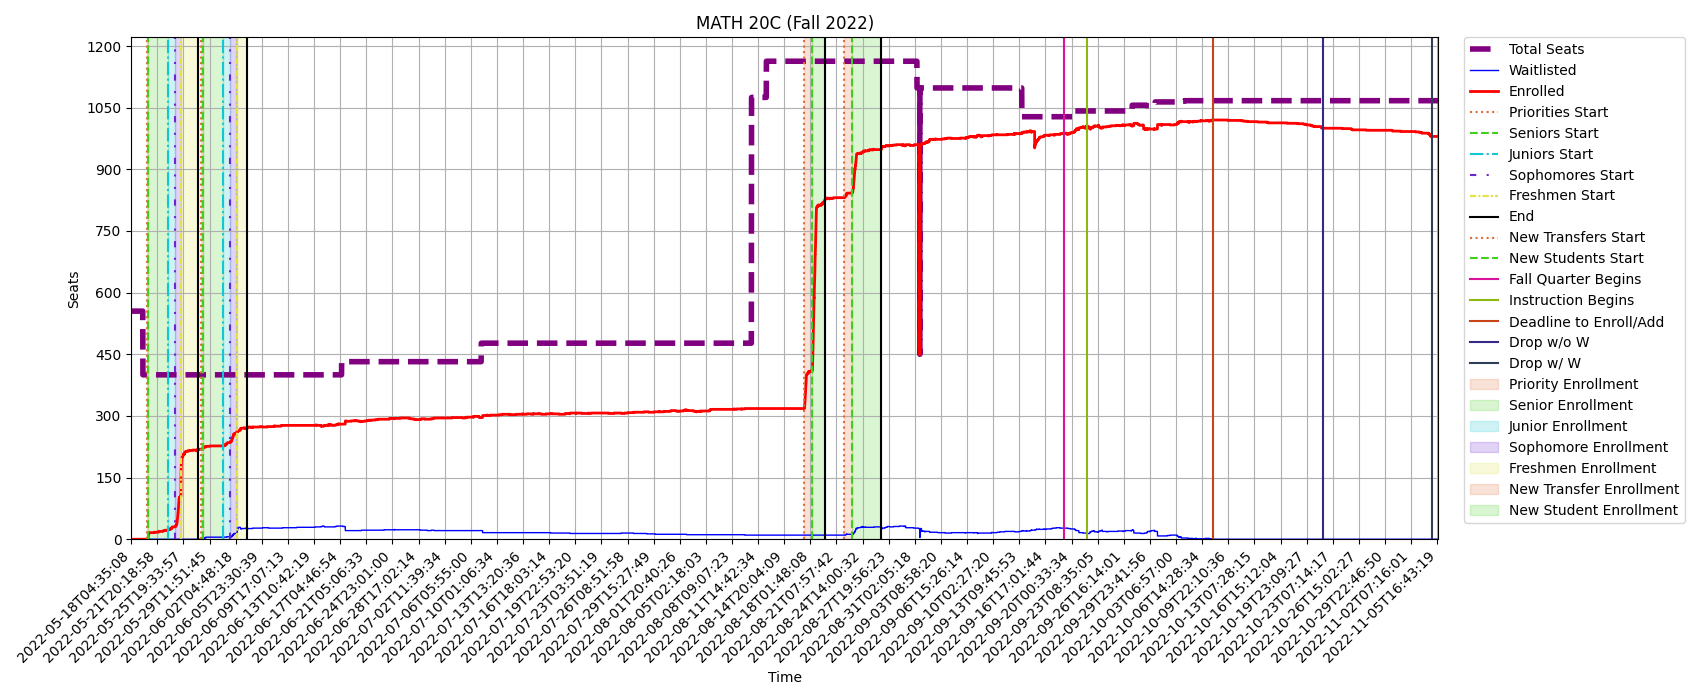 MATH 20C (Fall 2022)
Seats
1200
1050
900
750
600
450
300
150
0
2022-05-18T04:35:08
2022-05-21T20:18:58
2022-05-25T19:33:57
2022-05-29T11:51:45
2022-06-02T04:48:18
2022-06-05T23:30:39
2022-06-09T17:07:13
2022-06-13T10:42:19
2022-06-17T04:46:54
2022-06-21T05:06:33
2022-06-24T23:01:00
2022-06-28T17:02:14
2022-07-02T11:39:34
2022-07-06T05:55:00
2022-07-10T01:06:34
2022-07-13T13:20:36
2022-07-16T18:03:14
2022-07-19T22:53:20
2022-07-23T03:51:19
2022-07-26T08:51:58
2022-07-29T15:27:49
2022-08-01T20:40:26
2022-08-05T02:18:03
2022-08-08T09:07:23
2022-08-11T14:42:34
2022-08-14T20:04:09
2022-08-18T01:48:08
2022-08-21T07:57:42
2022-08-24T14:00:32
2022-08-27T19:56:23
2022-08-31T02:05:18
2022-09-03T08:58:20
2022-09-06T15:26:14
2022-09-10T02:27:20
2022-09-13T09:45:53
2022-09-16T17:01:44
2022-09-20T00:33:34
2022-09-23T08:35:05
2022-09-26T16:14:01
2022-09-29T23:41:56
2022-10-03T06:57:00
2022-10-06T14:28:34
2022-10-09T22:10:36
2022-10-13T07:28:15
2022-10-16T15:12:04
2022-10-19T23:09:27
2022-10-23T07:14:17
2022-10-26T15:02:27
2022-10-29T22:46:50
2022-11-02T07:16:01
2022-11-05T16:43:19
Time
Total Seats
Waitlisted
Enrolled
Priorities Start
Seniors Start
Juniors Start
Sophomores Start
Freshmen Start
End
New Transfers Start
New Students Start
Fall Quarter Begins
Instruction Begins
Deadline to Enroll/Add
Drop w/o W
Drop w/ W
Priority Enrollment
Senior Enrollment
Junior Enrollment
Sophomore Enrollment
Freshmen Enrollment
New Transfer Enrollment
New Student Enrollment